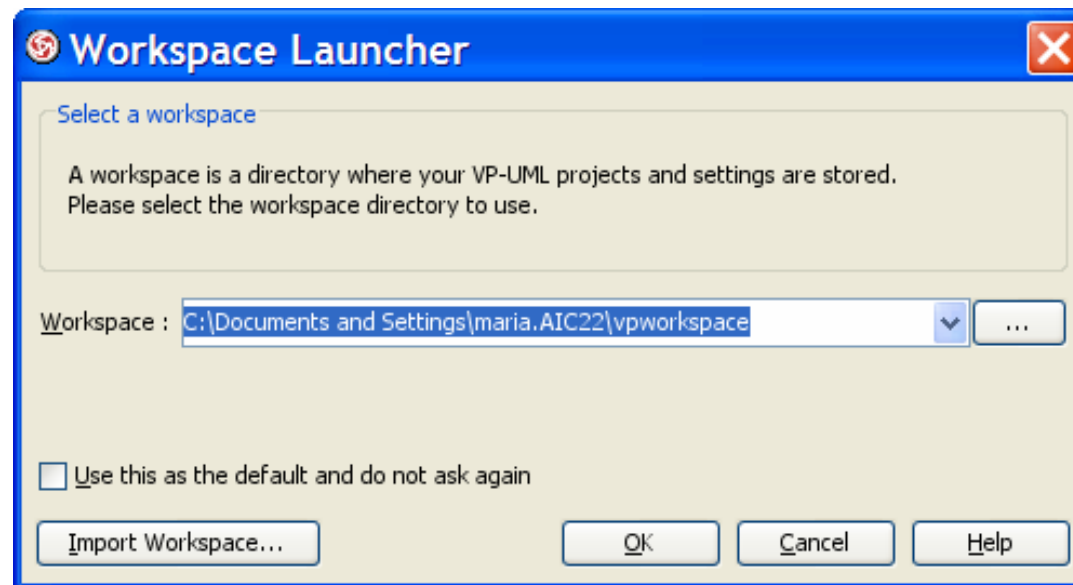 Workspace Launcher
Select a workspace
A workspace is a directory where your VP-UML projects and settings are stored.
Please select the workspace directory to use.
Workspace : C:\Documents and Settings\maria.AIC22\vpworkspace ...
Use this as the default and do not ask again
Import Workspace... OK Cancel Help